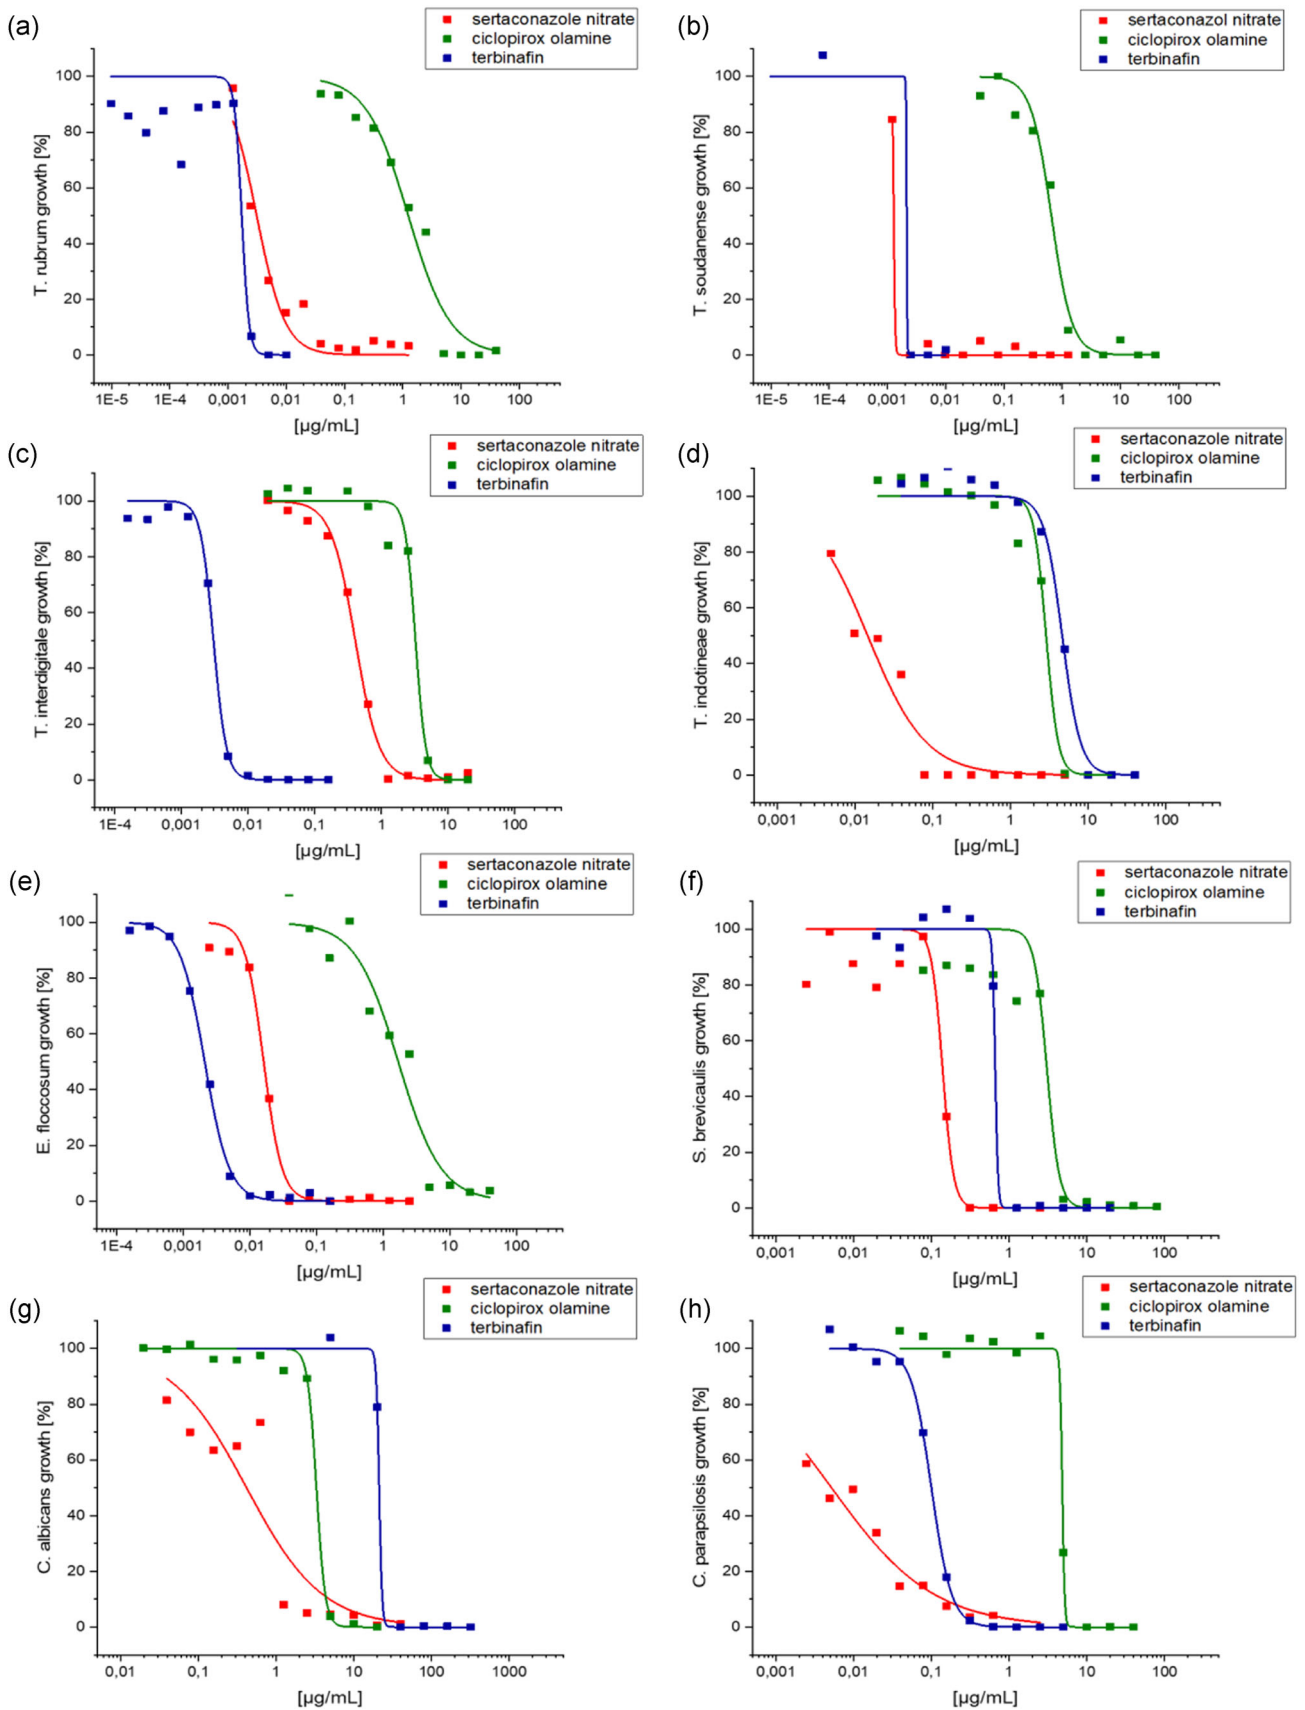 (a)
sertaconazole nitrate
ciclopirox olamine
terbinafin
T. rubrum growth [%]
100
80
60
40
20
0
1E-5 1E-4 0,001 0,01 0,1 1 10 100
[µg/mL]
(b)
sertaconazol nitrate
ciclopirox olamine
terbinafin
T. soudanense growth [%]
100
80
60
40
20
0
1E-5 1E-4 0,001 0,01 0,1 1 10 100
[µg/mL]
(c)
sertaconazole nitrate
ciclopirox olamine
terbinafin
T. interdigitale growth [%]
100
80
60
40
20
0
1E-4 0,001 0,01 0,1 1 10 100
[µg/mL]
(d)
sertaconazole nitrate
ciclopirox olamine
terbinafin
T. indotineae growth [%]
100
80
60
40
20
0
0,001 0,01 0,1 1 10 100
[µg/mL]
(e)
sertaconazole nitrate
ciclopirox olamine
terbinafin
E. floccosum growth [%]
100
80
60
40
20
0
1E-4 0,001 0,01 0,1 1 10 100
[µg/mL]
(f)
sertaconazole nitrate
ciclopirox olamine
terbinafin
S. brevicaulis growth [%]
100
80
60
40
20
0
0,001 0,01 0,1 1 10 100
[µg/mL]
(g)
sertaconazole nitrate
ciclopirox olamine
terbinafin
C. albicans growth [%]
100
80
60
40
20
0
0,01 0,1 1 10 100 1000
[µg/mL]
(h)
sertaconazole nitrate
ciclopirox olamine
terbinafin
C. parapsilosis growth [%]
100
80
60
40
20
0
0,001 0,01 0,1 1 10 100
[µg/mL]